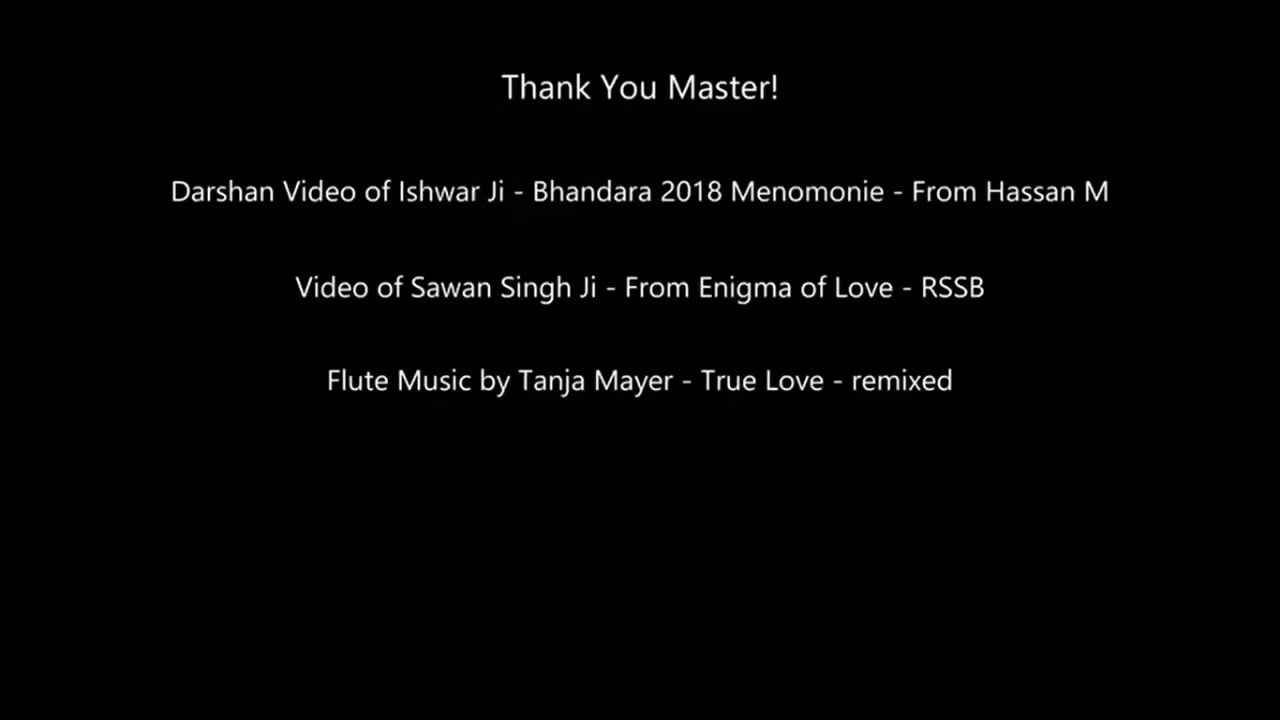 Thank You Master!
Darshan Video of Ishwar Ji - Bhandara 2018 Menomonie - From Hassan M
Video of Sawan Singh Ji - From Enigma of Love - RSSB
Flute Music by Tanja Mayer - True Love - remixed